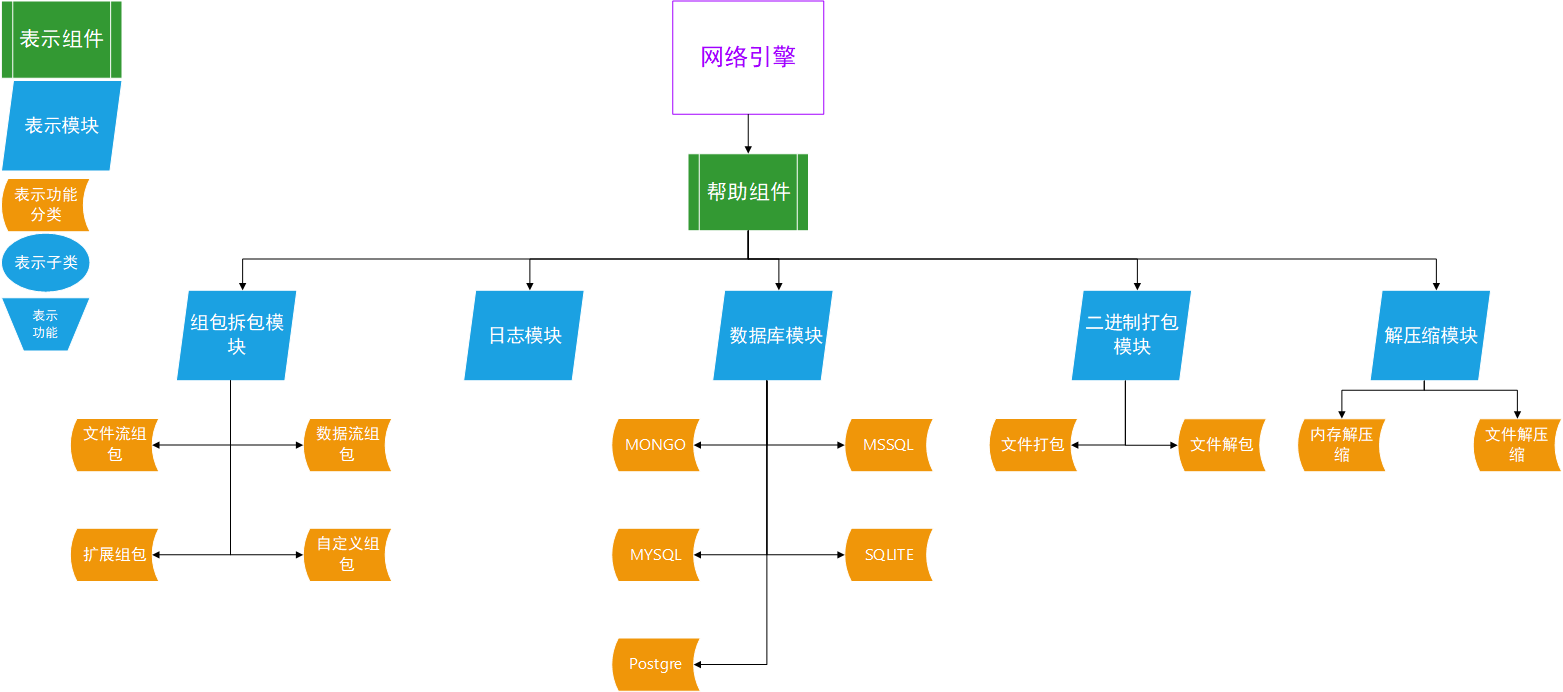 表示组件
表示模块
表示功能
分类
表示子类
表示
功能
网络引擎
帮助组件
组包拆包模
块
日志模块
数据库模块
二进制打包
模块
解压缩模块
文件流组
包
数据流组
包
扩展组包
自定义组
包
MONGO
MSSQL
MYSQL
SQLITE
Postgre
文件打包
文件解包
内存解压
缩
文件解压
缩